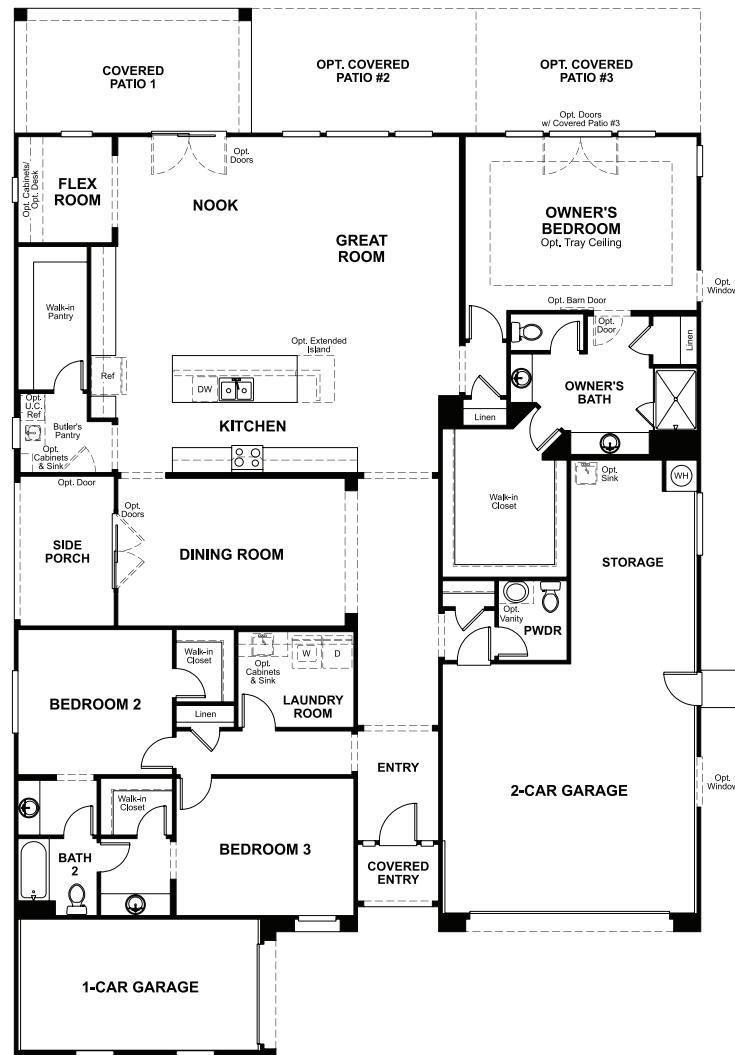 COVERED
PATIO 1
OPT. COVERED
PATIO #2
OPT. COVERED
PATIO #3
Opt. Doors
w/ Covered Patio #3
Opt. Cabinets/
Opt. Desk
FLEX
ROOM
Opt.
Doors
NOOK
GREAT
ROOM
OWNER'S
BEDROOM
Opt. Tray Ceiling
Opt.
Window
Walk-in
Pantry
Opt. Barn Door
Opt.
Door
Linen
Opt. Extended
Island
Ref
DW
OWNER'S
BATH
Opt.
U.C.
Ref
Butler's
Pantry
Opt.
Cabinets
& Sink
KITCHEN
Linen
Opt. Door
Walk-in
Closet
Opt.
Sink
WH
SIDE
PORCH
Opt.
Doors
DINING ROOM
STORAGE
Opt.
Vanity
PWDR
Walk-in
Closet
Opt.
Cabinets
& Sink
W
D
BEDROOM 2
LAUNDRY
ROOM
Linen
ENTRY
2-CAR GARAGE
Opt.
Window
Walk-in
Closet
BATH
2
BEDROOM 3
COVERED
ENTRY
1-CAR GARAGE